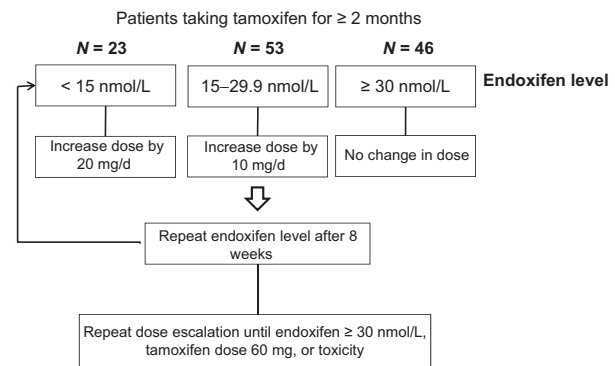 Patients taking tamoxifen for ≥ 2 months
N = 23
N = 53
N = 46
< 15 nmol/L
15–29.9 nmol/L
≥ 30 nmol/L
Endoxifen level
Increase dose by
20 mg/d
Increase dose by
10 mg/d
No change in dose
Repeat endoxifen level after 8
weeks
Repeat dose escalation until endoxifen ≥ 30 nmol/L,
tamoxifen dose 60 mg, or toxicity